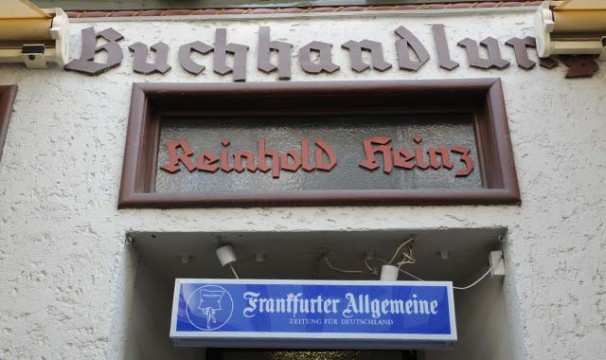 Buchhandlung
Reinhold Heinz
Frankfurter Allgemeine
ZEITUNG FÜR DEUTSCHLAND